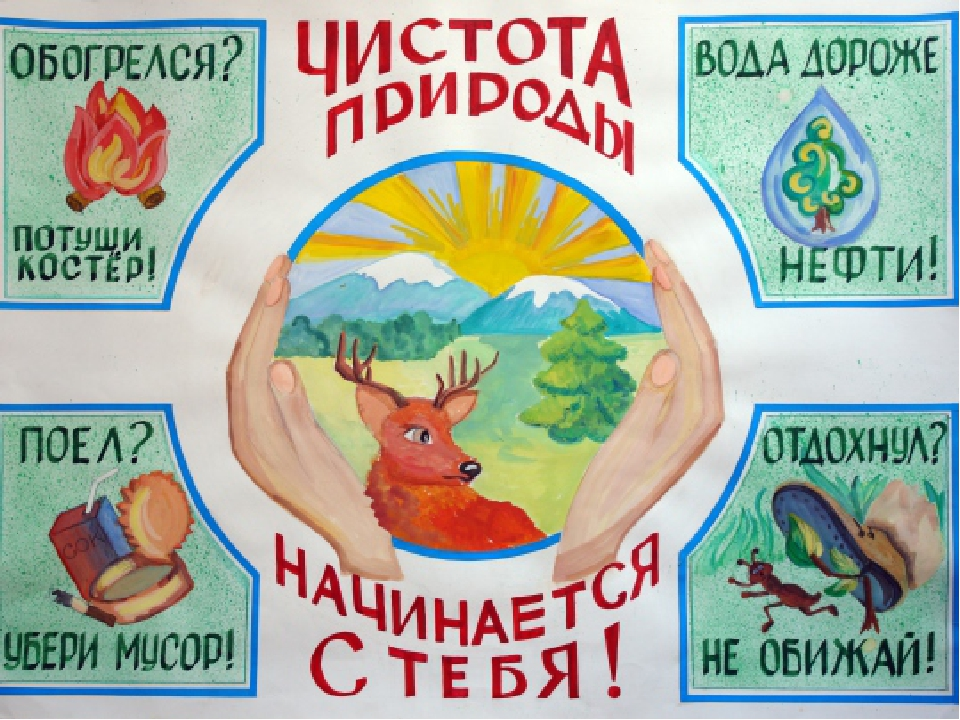 ЧИСТОТА
ПРИРОДЫ
ОБОГРЕЛСЯ?
ПОТУШИ
КОСТЁР!
ВОДА ДОРОЖЕ
НЕФТИ!
ПОЕЛ?
СОК
УБЕРИ МУСОР!
ОТДОХНУЛ?
НЕ ОБИЖАЙ!
НАЧИНАЕТСЯ
С ТЕБЯ!